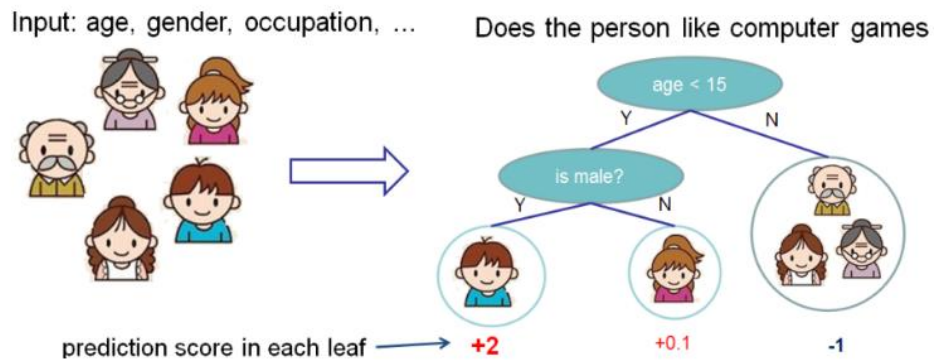 Input: age, gender, occupation, …
Does the person like computer games
age < 15
Y
N
is male?
Y
N
prediction score in each leaf
+2
+0.1
-1